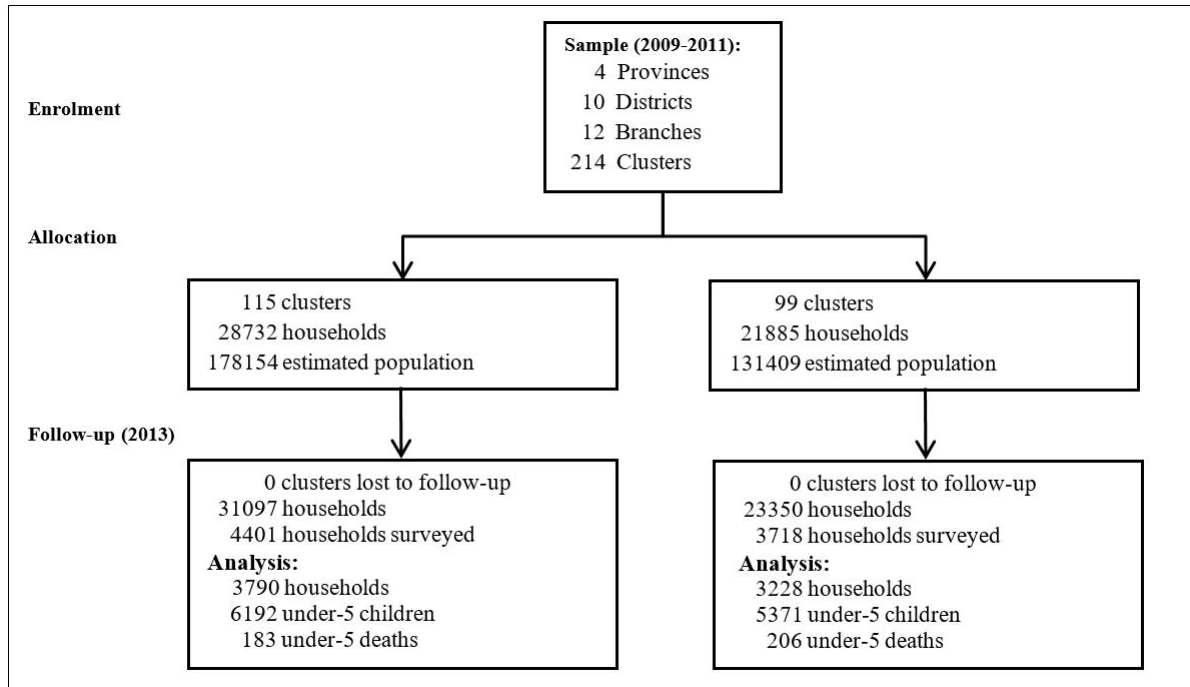 Sample (2009-2011):
4 Provinces
10 Districts
12 Branches
214 Clusters
Enrolment
Allocation
115 clusters
28732 households
178154 estimated population
99 clusters
21885 households
131409 estimated population
Follow-up (2013)
0 clusters lost to follow-up
31097 households
4401 households surveyed
Analysis:
3790 households
6192 under-5 children
183 under-5 deaths
0 clusters lost to follow-up
23350 households
3718 households surveyed
Analysis:
3228 households
5371 under-5 children
206 under-5 deaths